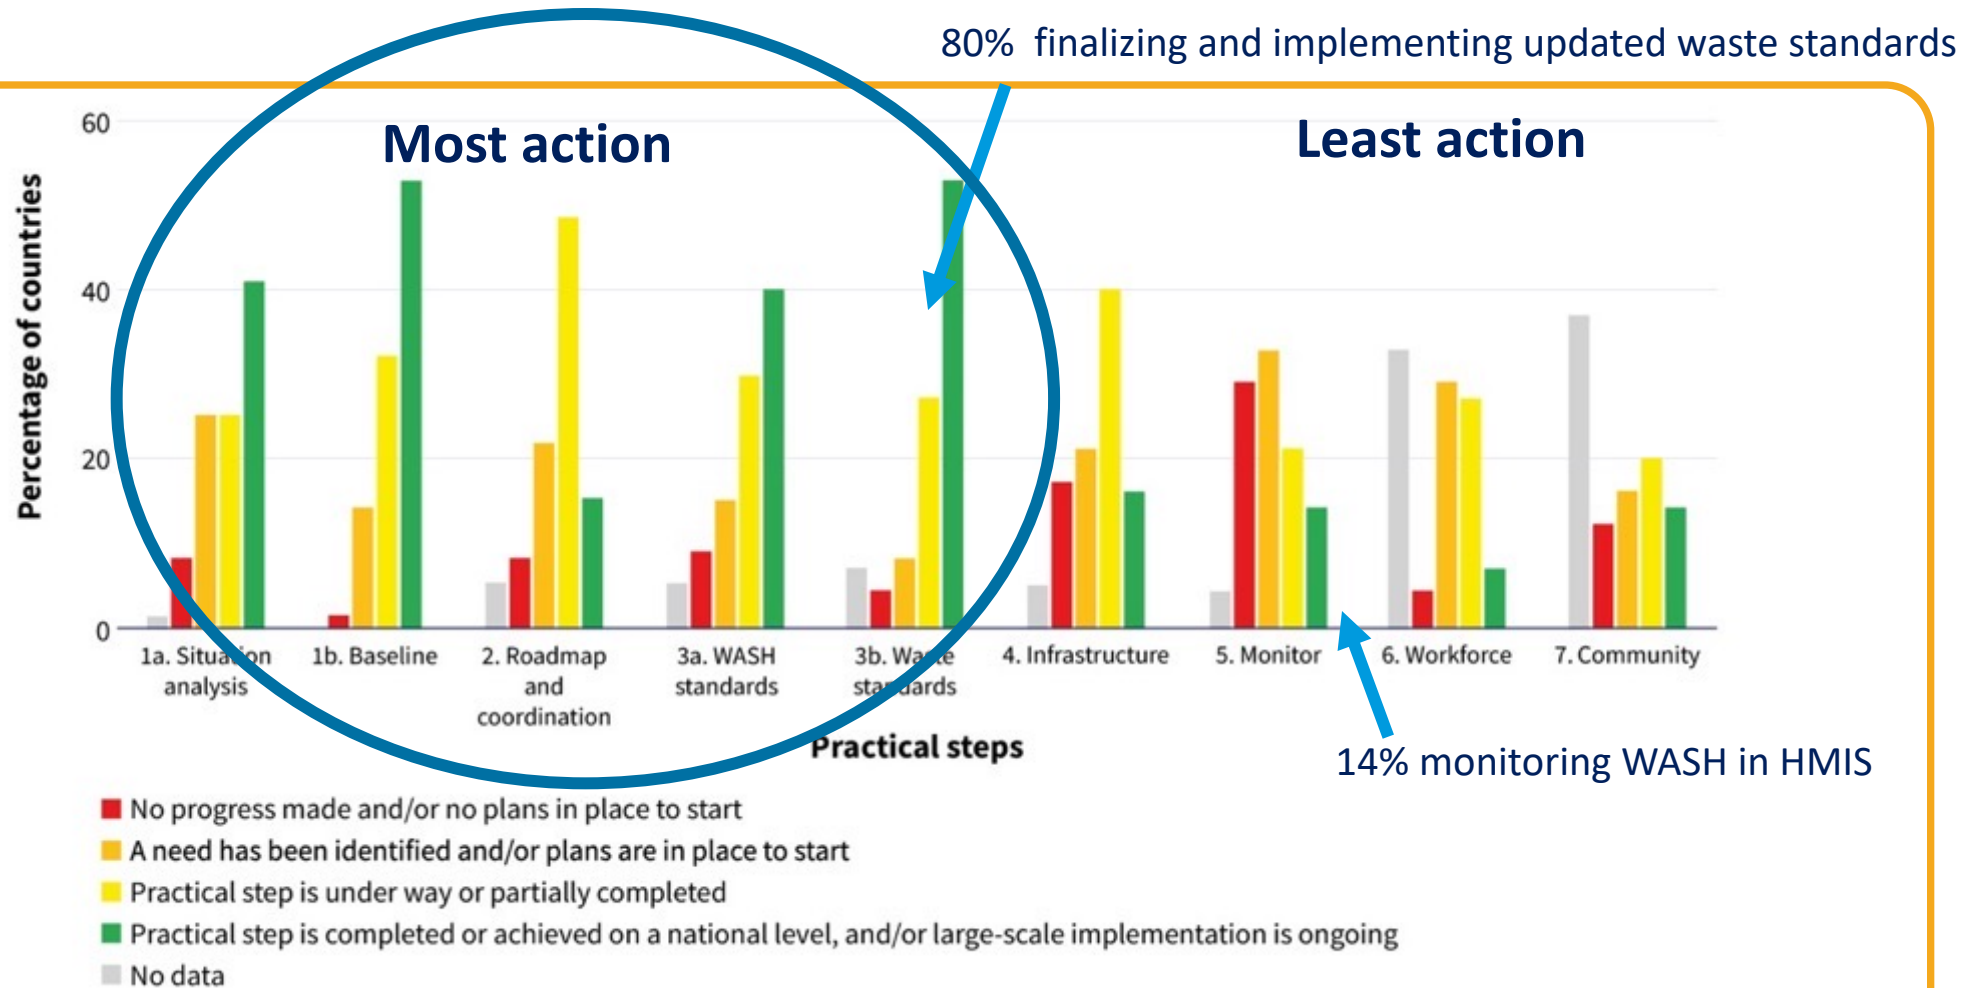 80% finalizing and implementing updated waste standards
Most action
Least action
Percentage of countries
60
40
20
0
1a. Situation
analysis
1b. Baseline
2. Roadmap
and
coordination
3a. WASH
standards
3b. Waste
standards
4. Infrastructure
5. Monitor
6. Workforce
7. Community
Practical steps
14% monitoring WASH in HMIS
No progress made and/or no plans in place to start
A need has been identified and/or plans are in place to start
Practical step is under way or partially completed
Practical step is completed or achieved on a national level, and/or large-scale implementation is ongoing
No data